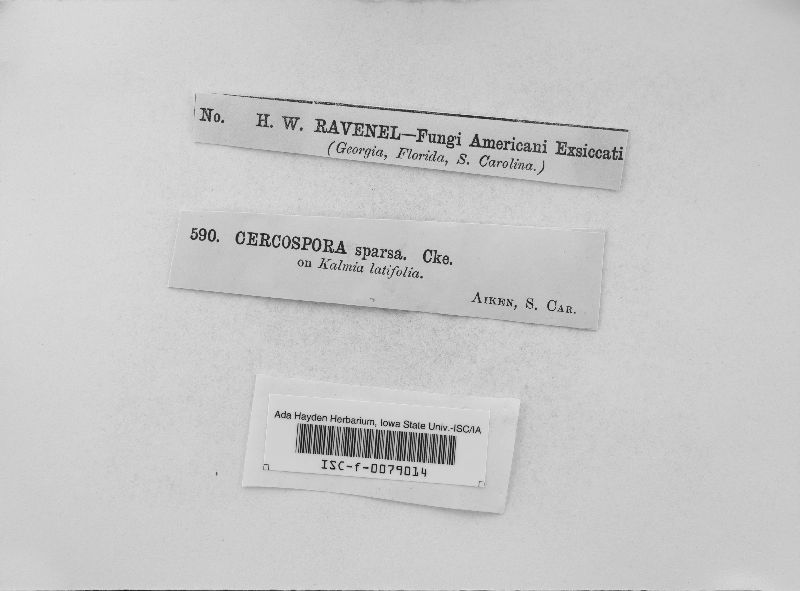 No. H. W. RAVENEL—Fungi Americani Exsiccati
(Georgia, Florida, S. Carolina.)
590. CERCOSPORA sparsa. Cke.
on Kalmia latifolia.
AIKEN, S. CAR.
Ada Hayden Herbarium, Iowa State Univ.-ISC/IA
ISC-f-0079014